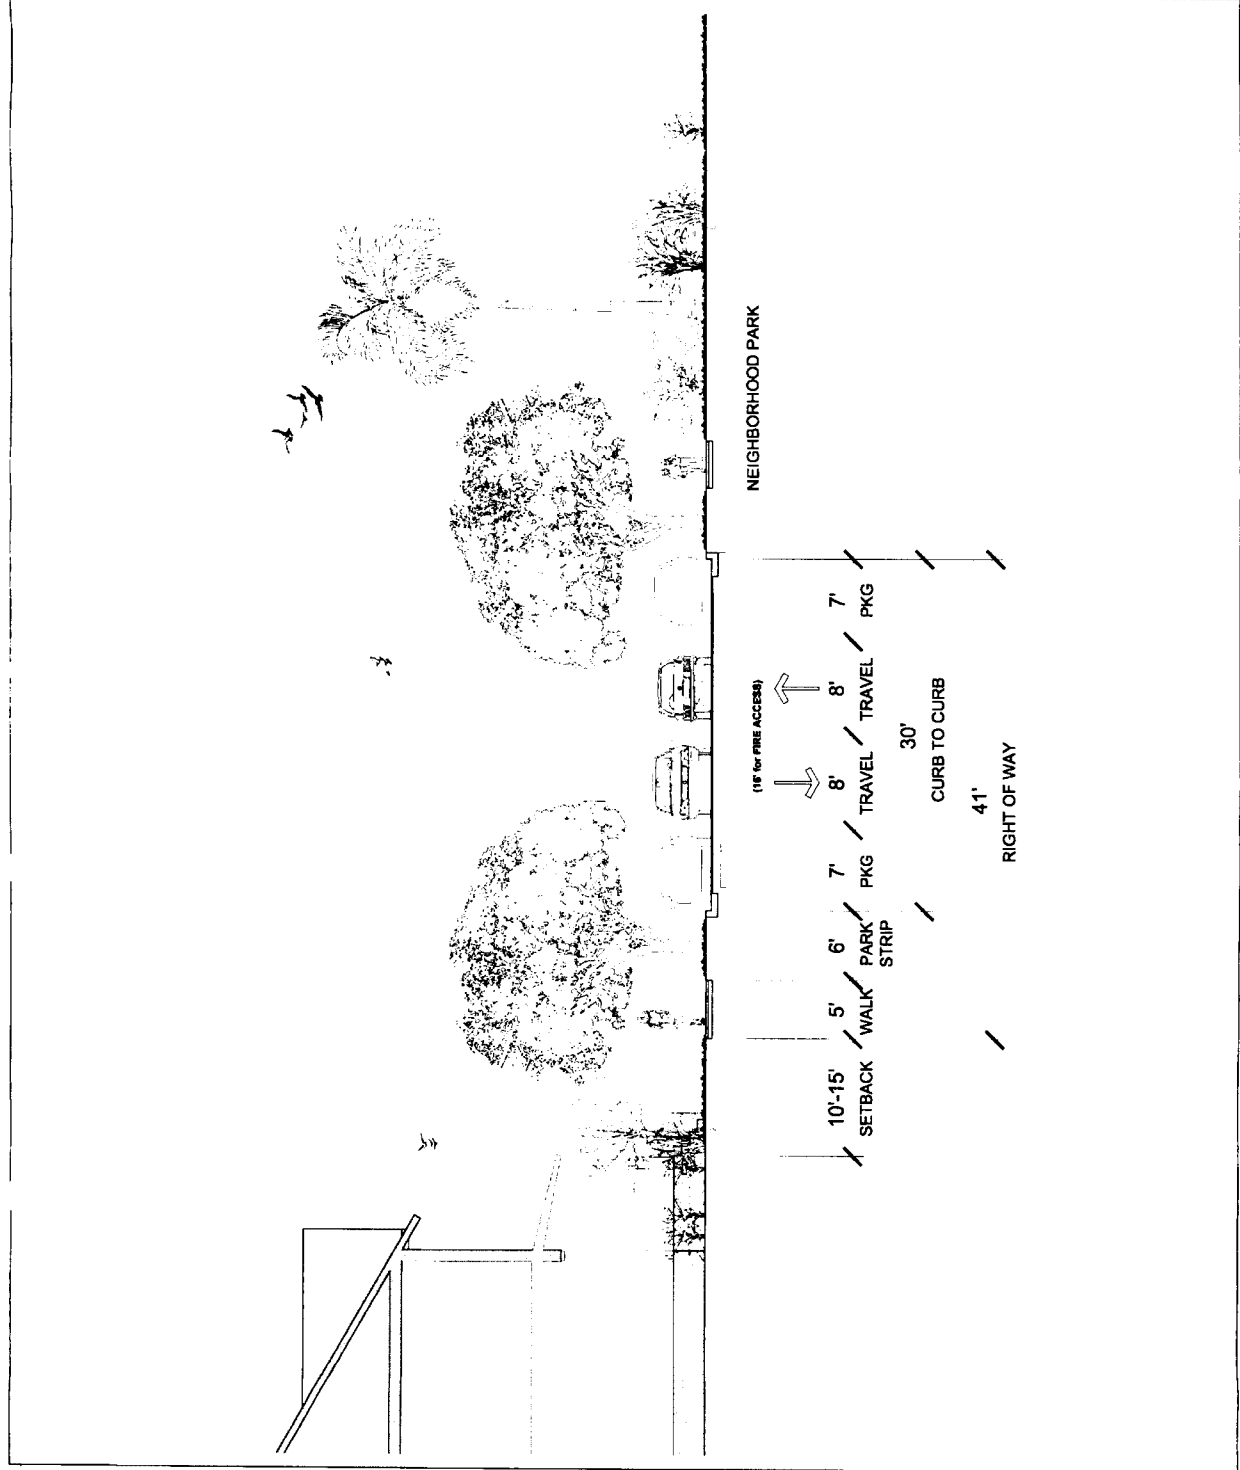 NEIGHBORHOOD PARK
(16' for FIRE ACCESS)
10'-15' 5' 6' 7' 8' 8' 7'
SETBACK WALK PARK PKG TRAVEL TRAVEL PKG
STRIP
30'
CURB TO CURB
41'
RIGHT OF WAY